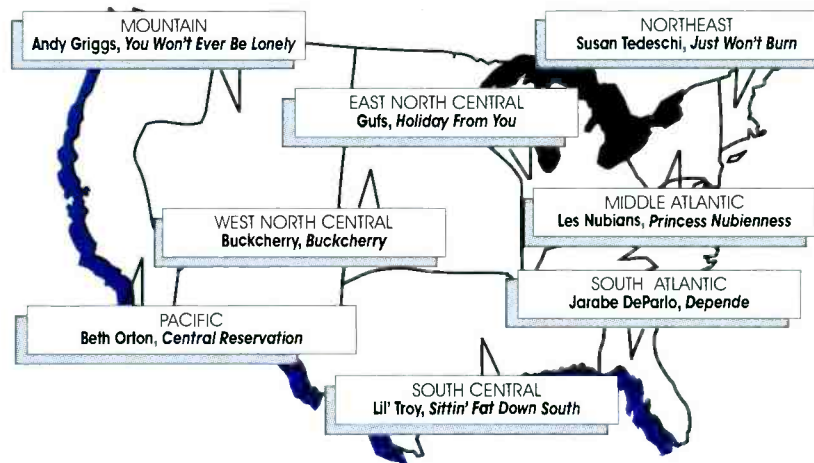 MOUNTAIN
Andy Griggs, You Won't Ever Be Lonely
NORTHEAST
Susan Tedeschi, Just Won't Burn
EAST NORTH CENTRAL
Gufs, Holiday From You
WEST NORTH CENTRAL
Buckcherry, Buckcherry
MIDDLE ATLANTIC
Les Nubians, Princess Nubienness
SOUTH ATLANTIC
Jarabe DeParlo, Depende
PACIFIC
Beth Orton, Central Reservation
SOUTH CENTRAL
Lil' Troy, Sittin' Fat Down South